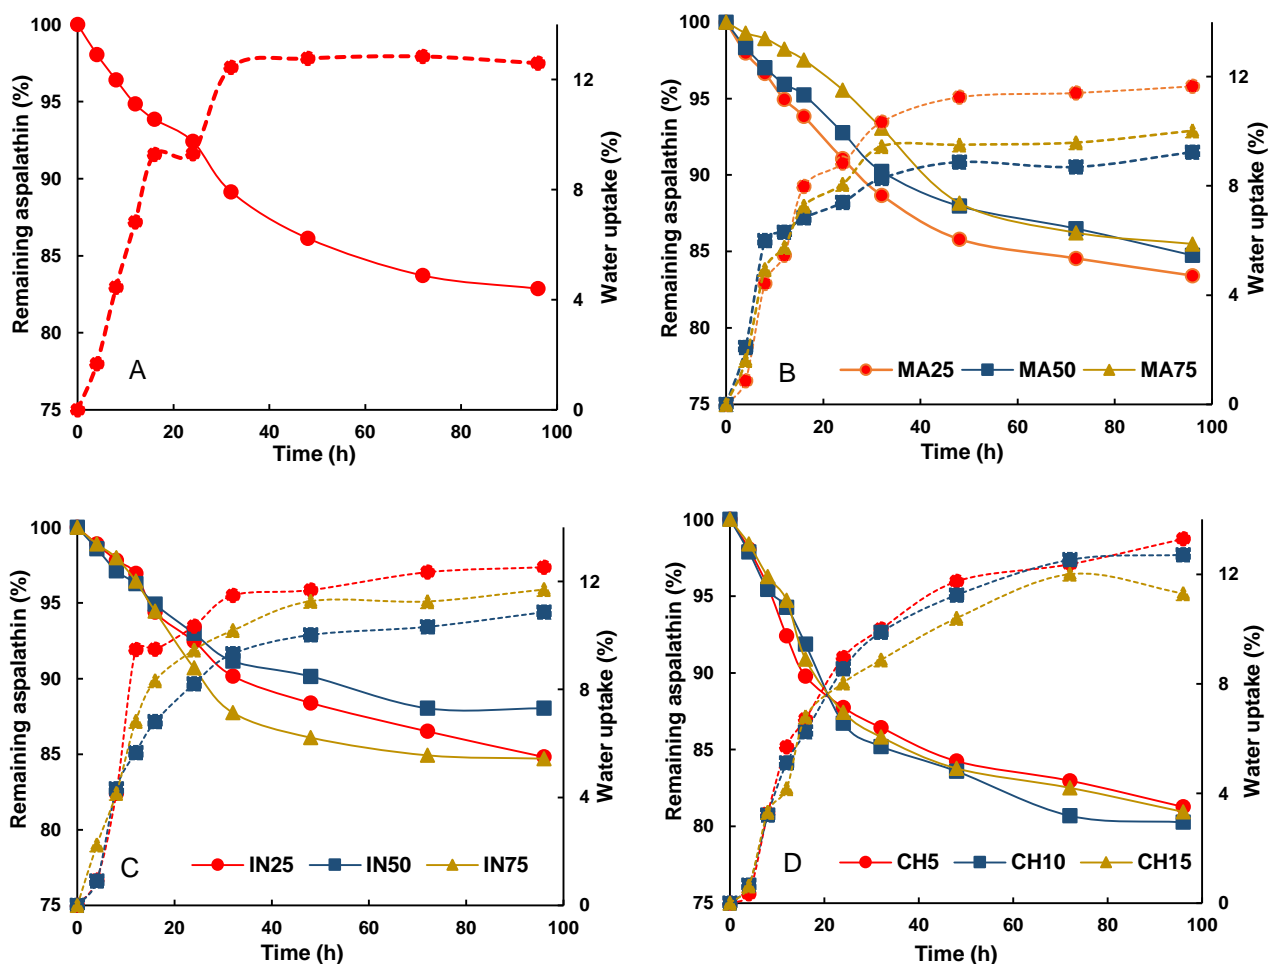 100
95
90
85
80
75
Remaining aspalathin (%)
12
8
4
0
Water uptake (%)
A
0 20 40 60 80 100
Time (h)
100
95
90
85
80
75
Remaining aspalathin (%)
12
8
4
0
Water uptake (%)
B
MA25 MA50 MA75
0 20 40 60 80 100
Time (h)
100
95
90
85
80
75
Remaining aspalathin (%)
12
8
4
0
Water uptake (%)
C
IN25 IN50 IN75
0 20 40 60 80 100
Time (h)
100
95
90
85
80
75
Remaining aspalathin (%)
12
8
4
0
Water uptake (%)
D
CH5 CH10 CH15
0 20 40 60 80 100
Time (h)